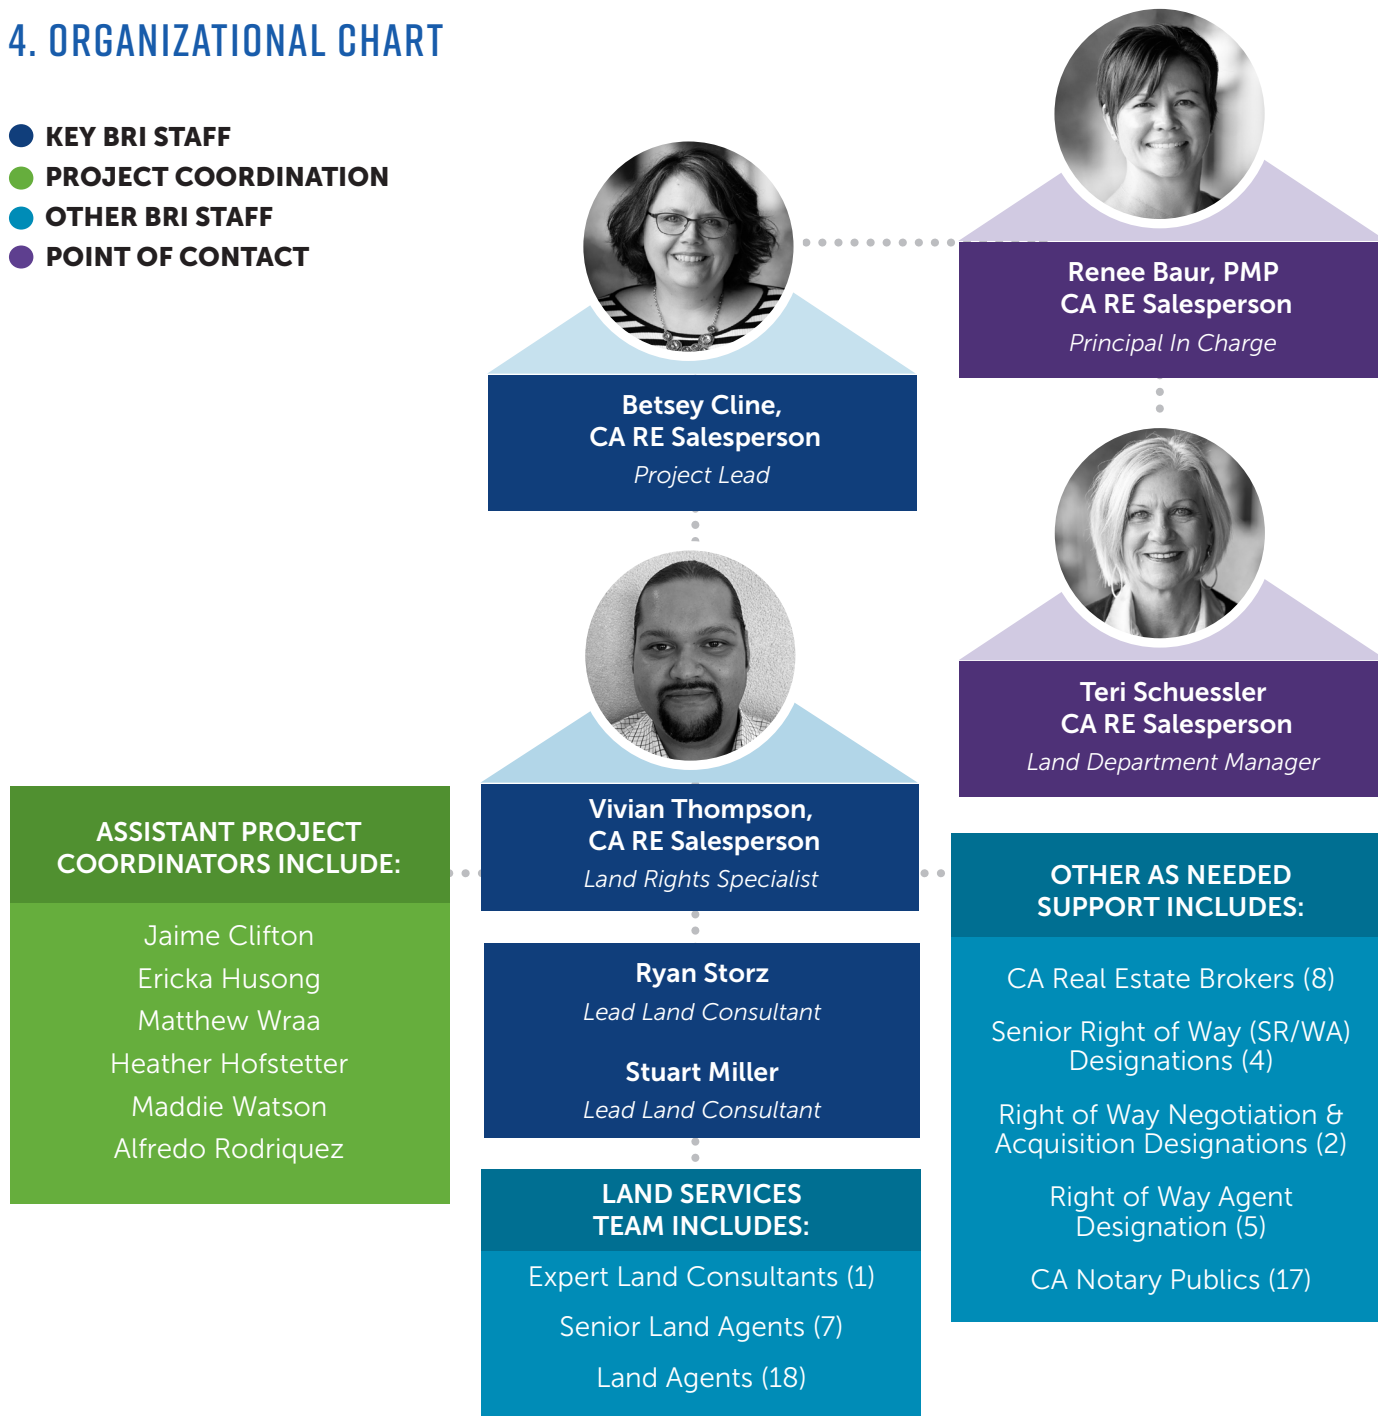 4. ORGANIZATIONAL CHART
KEY BRI STAFF
PROJECT COORDINATION
OTHER BRI STAFF
POINT OF CONTACT
Renee Baur, PMP
CA RE Salesperson
Principal In Charge
Betsey Cline,
CA RE Salesperson
Project Lead
Teri Schuessler
CA RE Salesperson
Land Department Manager
Vivian Thompson,
CA RE Salesperson
Land Rights Specialist
ASSISTANT PROJECT
COORDINATORS INCLUDE:
Jaime Clifton
Ericka Husong
Matthew Wraa
Heather Hofstetter
Maddie Watson
Alfredo Rodriquez
Ryan Storz
Lead Land Consultant
Stuart Miller
Lead Land Consultant
LAND SERVICES
TEAM INCLUDES:
Expert Land Consultants (1)
Senior Land Agents (7)
Land Agents (18)
OTHER AS NEEDED
SUPPORT INCLUDES:
CA Real Estate Brokers (8)
Senior Right of Way (SR/WA)
Designations (4)
Right of Way Negotiation &
Acquisition Designations (2)
Right of Way Agent
Designation (5)
CA Notary Publics (17)